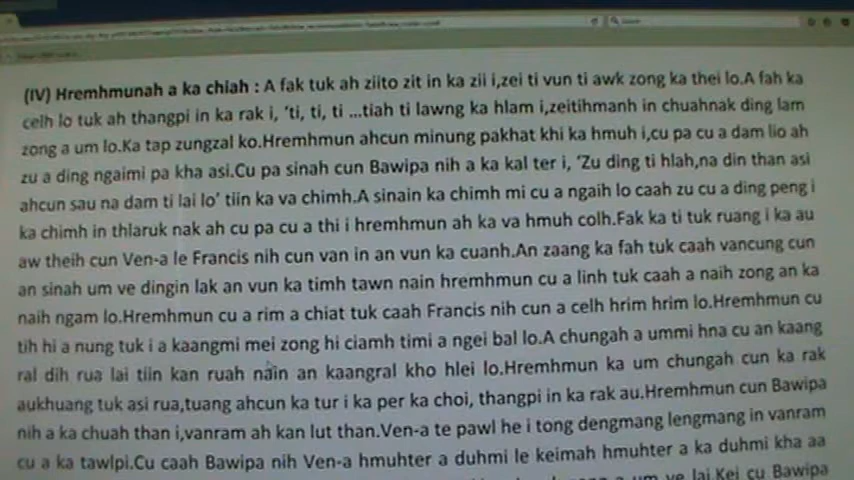 (IV) Hremhmunah a ka chiah : A fak tuk ah ziito zit in ka zii i,zei ti vun ti awk zong ka thei lo.A fah ka
celh lo tuk ah thangpi in ka rak i, ‘ti, ti, ti ...tiah ti lawng ka hlam i,zeitihmanh in chuahnak ding lam
zong a um lo.Ka tap zungzal ko.Hremhmun ahcun minung pakhat khi ka hmuh i,cu pa cu a dam lio ah
zu a ding ngaimi pa kha asi.Cu pa sinah cun Bawipa nih a ka kal ter i, ‘Zu ding ti hlah,na din than asi
ahcun sau na dam ti lai lo’ tiin ka va chimh.A sinain ka chimh mi cu a ngaih lo caah zu cu a ding peng i
ka chimh in thlaruk nak ah cu pa cu a thi i hremhmun ah ka va hmuh colh.Fak ka ti tuk ruang i ka au
aw theih cun Ven-a le Francis nih cun van in an vun ka cuanh.An zaang ka fah tuk caah vancung cun
an sinah um ve dingin lak an vun ka timh tawn nain hremhmun cu a linh tuk caah a naih zong an ka
naih ngam lo.Hremhmun cu a rim a chiat tuk caah Francis nih cun a celh hrim hrim lo.Hremhmun cu
tih hi a nung tuk i a kaangmi mei zong hi ciamh timi a ngei bal lo.A chungah a ummi hna cu an kaang
ral dih rua lai tiin kan ruah nain an kaangral kho hlei lo.Hremhmun ka um chungah cun ka rak
aukhuang tuk asi rua,tuang ahcun ka tur i ka per ka choi, thangpi in ka rak au.Hremhmun cun Bawipa
nih a ka chuah than i,vanram ah kan lut than.Ven-a te pawl he i tong dengmang lengmang in vanram
cu a ka tawlpi.Cu caah Bawipa nih Ven-a hmuhter a duhmi le keimah hmuhter a ka duhmi kha aa
a um ve lai.Kei cu Bawipa